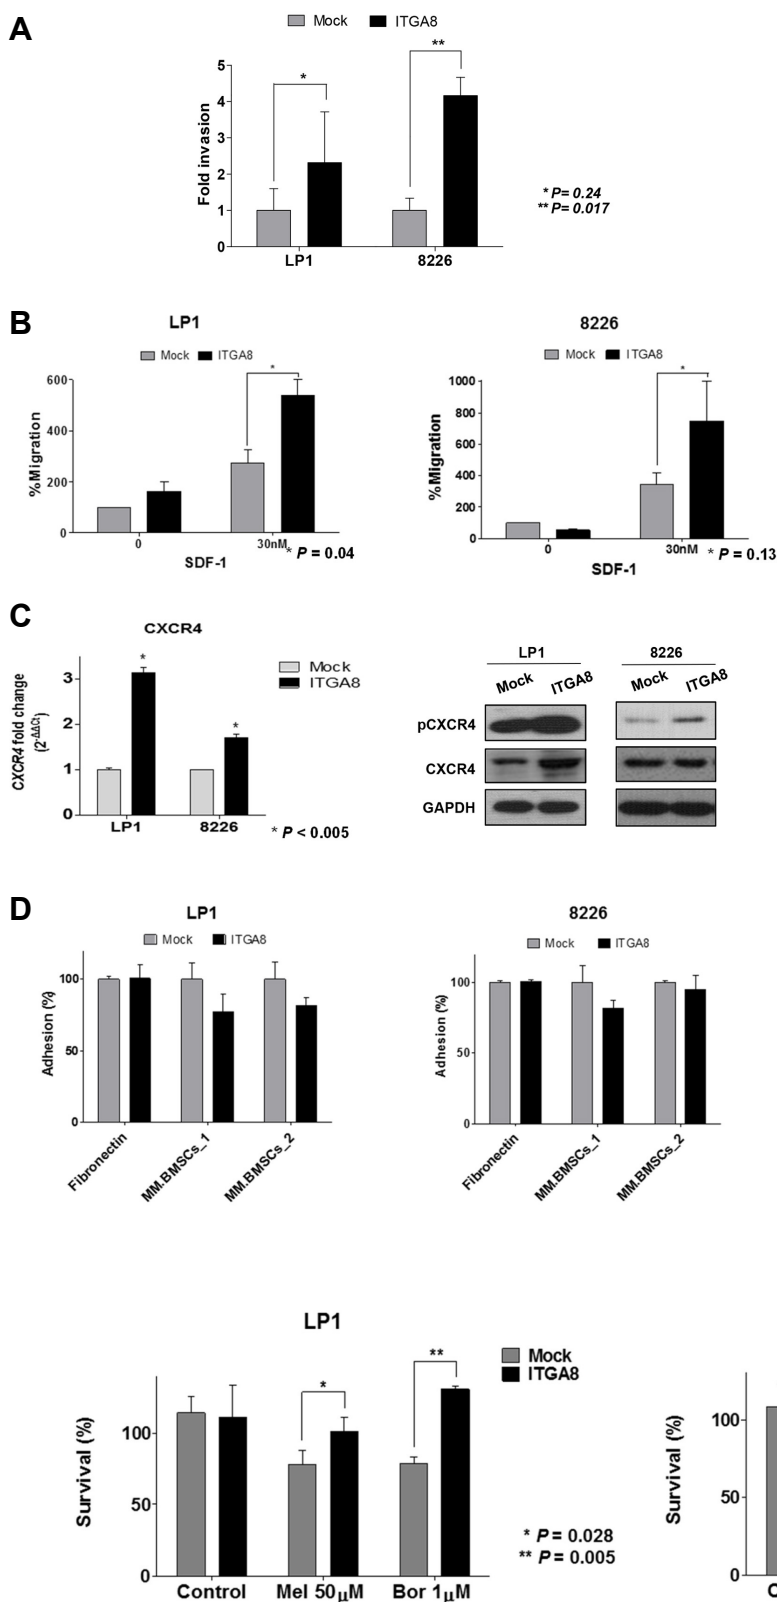 A
Mock ITGA8
5
4
3
2
1
0
Fold invasion
* **
LP1 8226
* P= 0.24
** P= 0.017
B
LP1
Mock ITGA8
600
400
200
0
%Migration
*
0 30nM
SDF-1
* P = 0.04
8226
Mock ITGA8
1000
800
600
400
200
0
%Migration
*
0 30nM
SDF-1
* P = 0.13
C
CXCR4
Mock
ITGA8
3
2
1
0
CXCR4 fold change
(2-ΔΔCt)
* *
LP1 8226
* P < 0.005
LP1 8226
Mock ITGA8 Mock ITGA8
pCXCR4
CXCR4
GAPDH
D
LP1
Mock ITGA8
100
50
0
Adhesion (%)
Fibronectin MM.BMSCs_1 MM.BMSCs_2
8226
Mock ITGA8
100
50
0
Adhesion (%)
Fibronectin MM.BMSCs_1 MM.BMSCs_2
LP1
Mock
ITGA8
100
50
0
Survival (%)
* **
Control Mel 50µM Bor 1µM
* P = 0.028
** P = 0.005
100
50
0
Survival (%)